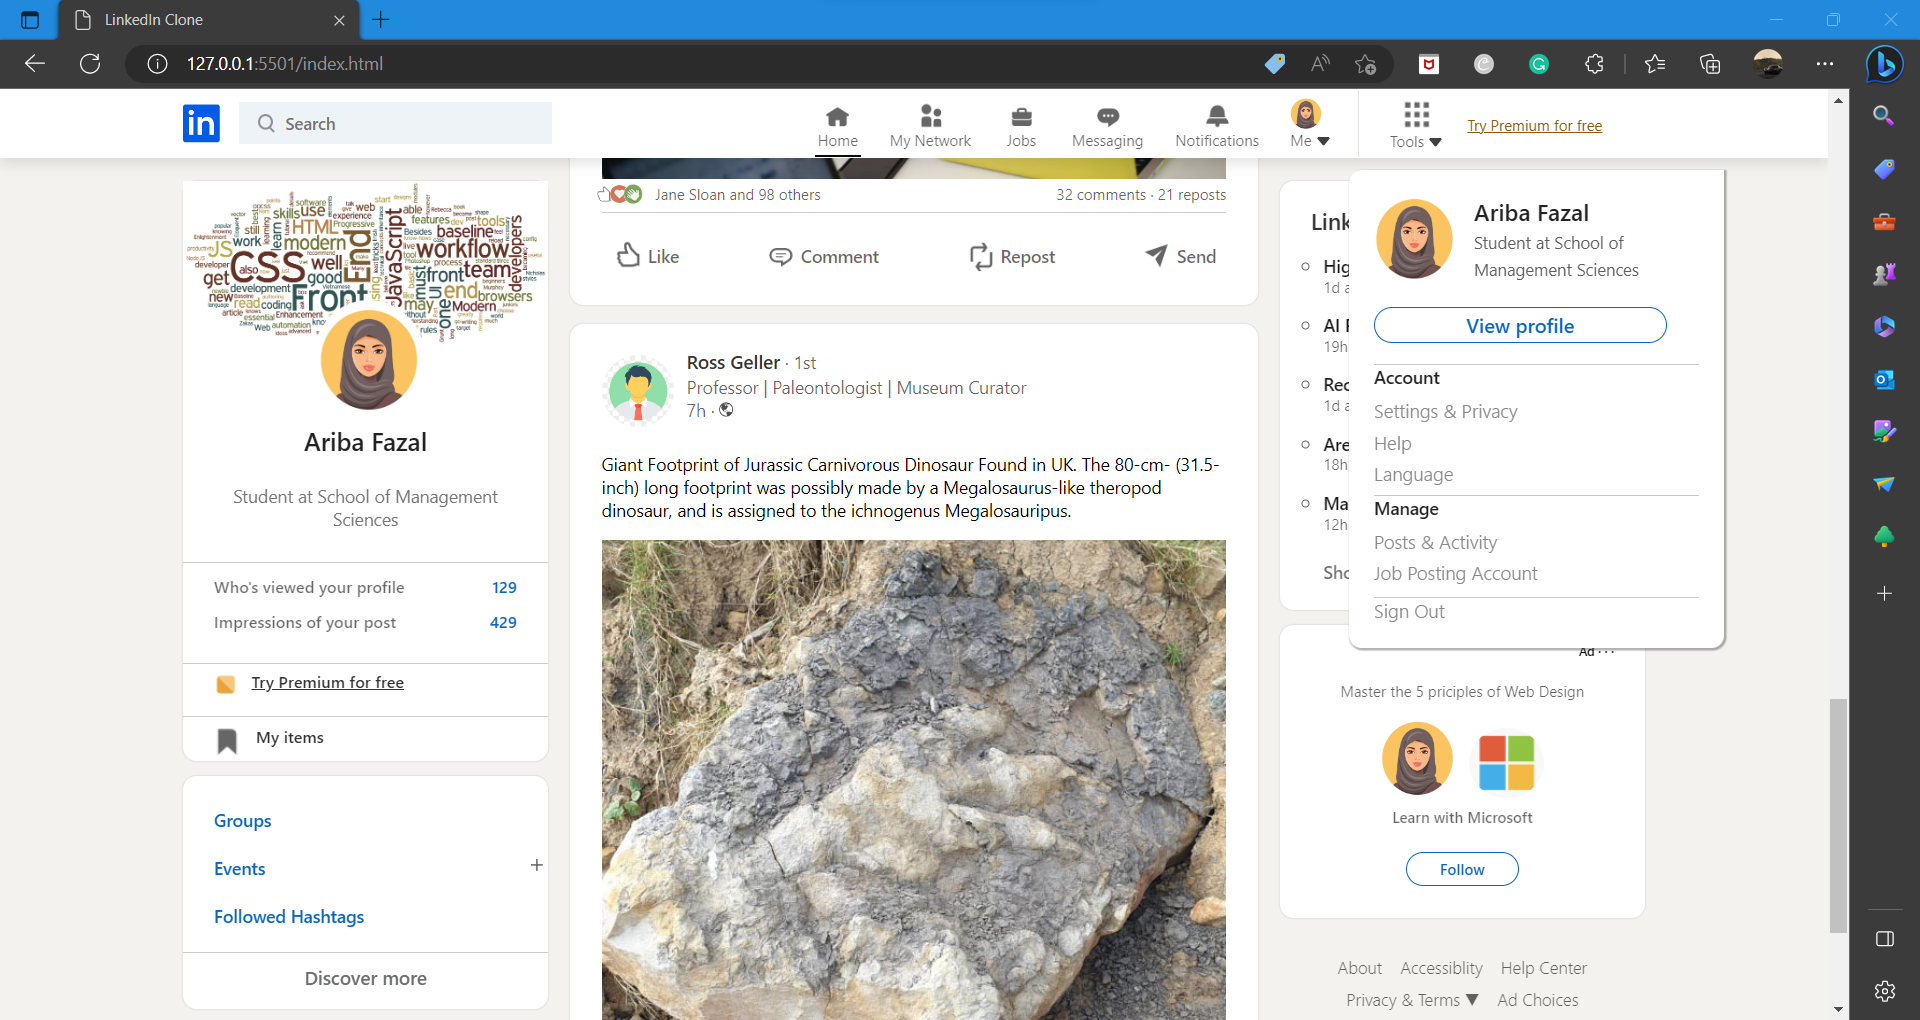 LinkedIn Clone
127.0.0.1:5501/index.html
in
Search
Home
My Network
Jobs
Messaging
Notifications
Me ▼
Tools ▼
Try Premium for free
Ariba Fazal
Student at School of Management
Sciences
Who's viewed your profile 129
Impressions of your post 429
Try Premium for free
My items
Groups
Events +
Followed Hashtags
Discover more
Jane Sloan and 98 others
32 comments · 21 reposts
Like
Comment
Repost
Send
Ross Geller · 1st
Professor | Paleontologist | Museum Curator
7h ·
Giant Footprint of Jurassic Carnivorous Dinosaur Found in UK. The 80-cm- (31.5-
inch) long footprint was possibly made by a Megalosaurus-like theropod
dinosaur, and is assigned to the ichnogenus Megalosauripus.
Link
Hig
1d a
AI
19h
Rec
1d a
Are
18h
Ma
12h
Sho
Ariba Fazal
Student at School of
Management Sciences
View profile
Account
Settings & Privacy
Help
Language
Manage
Posts & Activity
Job Posting Account
Sign Out
Ad ···
Master the 5 priciples of Web Design
Learn with Microsoft
Follow
About Accessiblity Help Center
Privacy & Terms ▼ Ad Choices